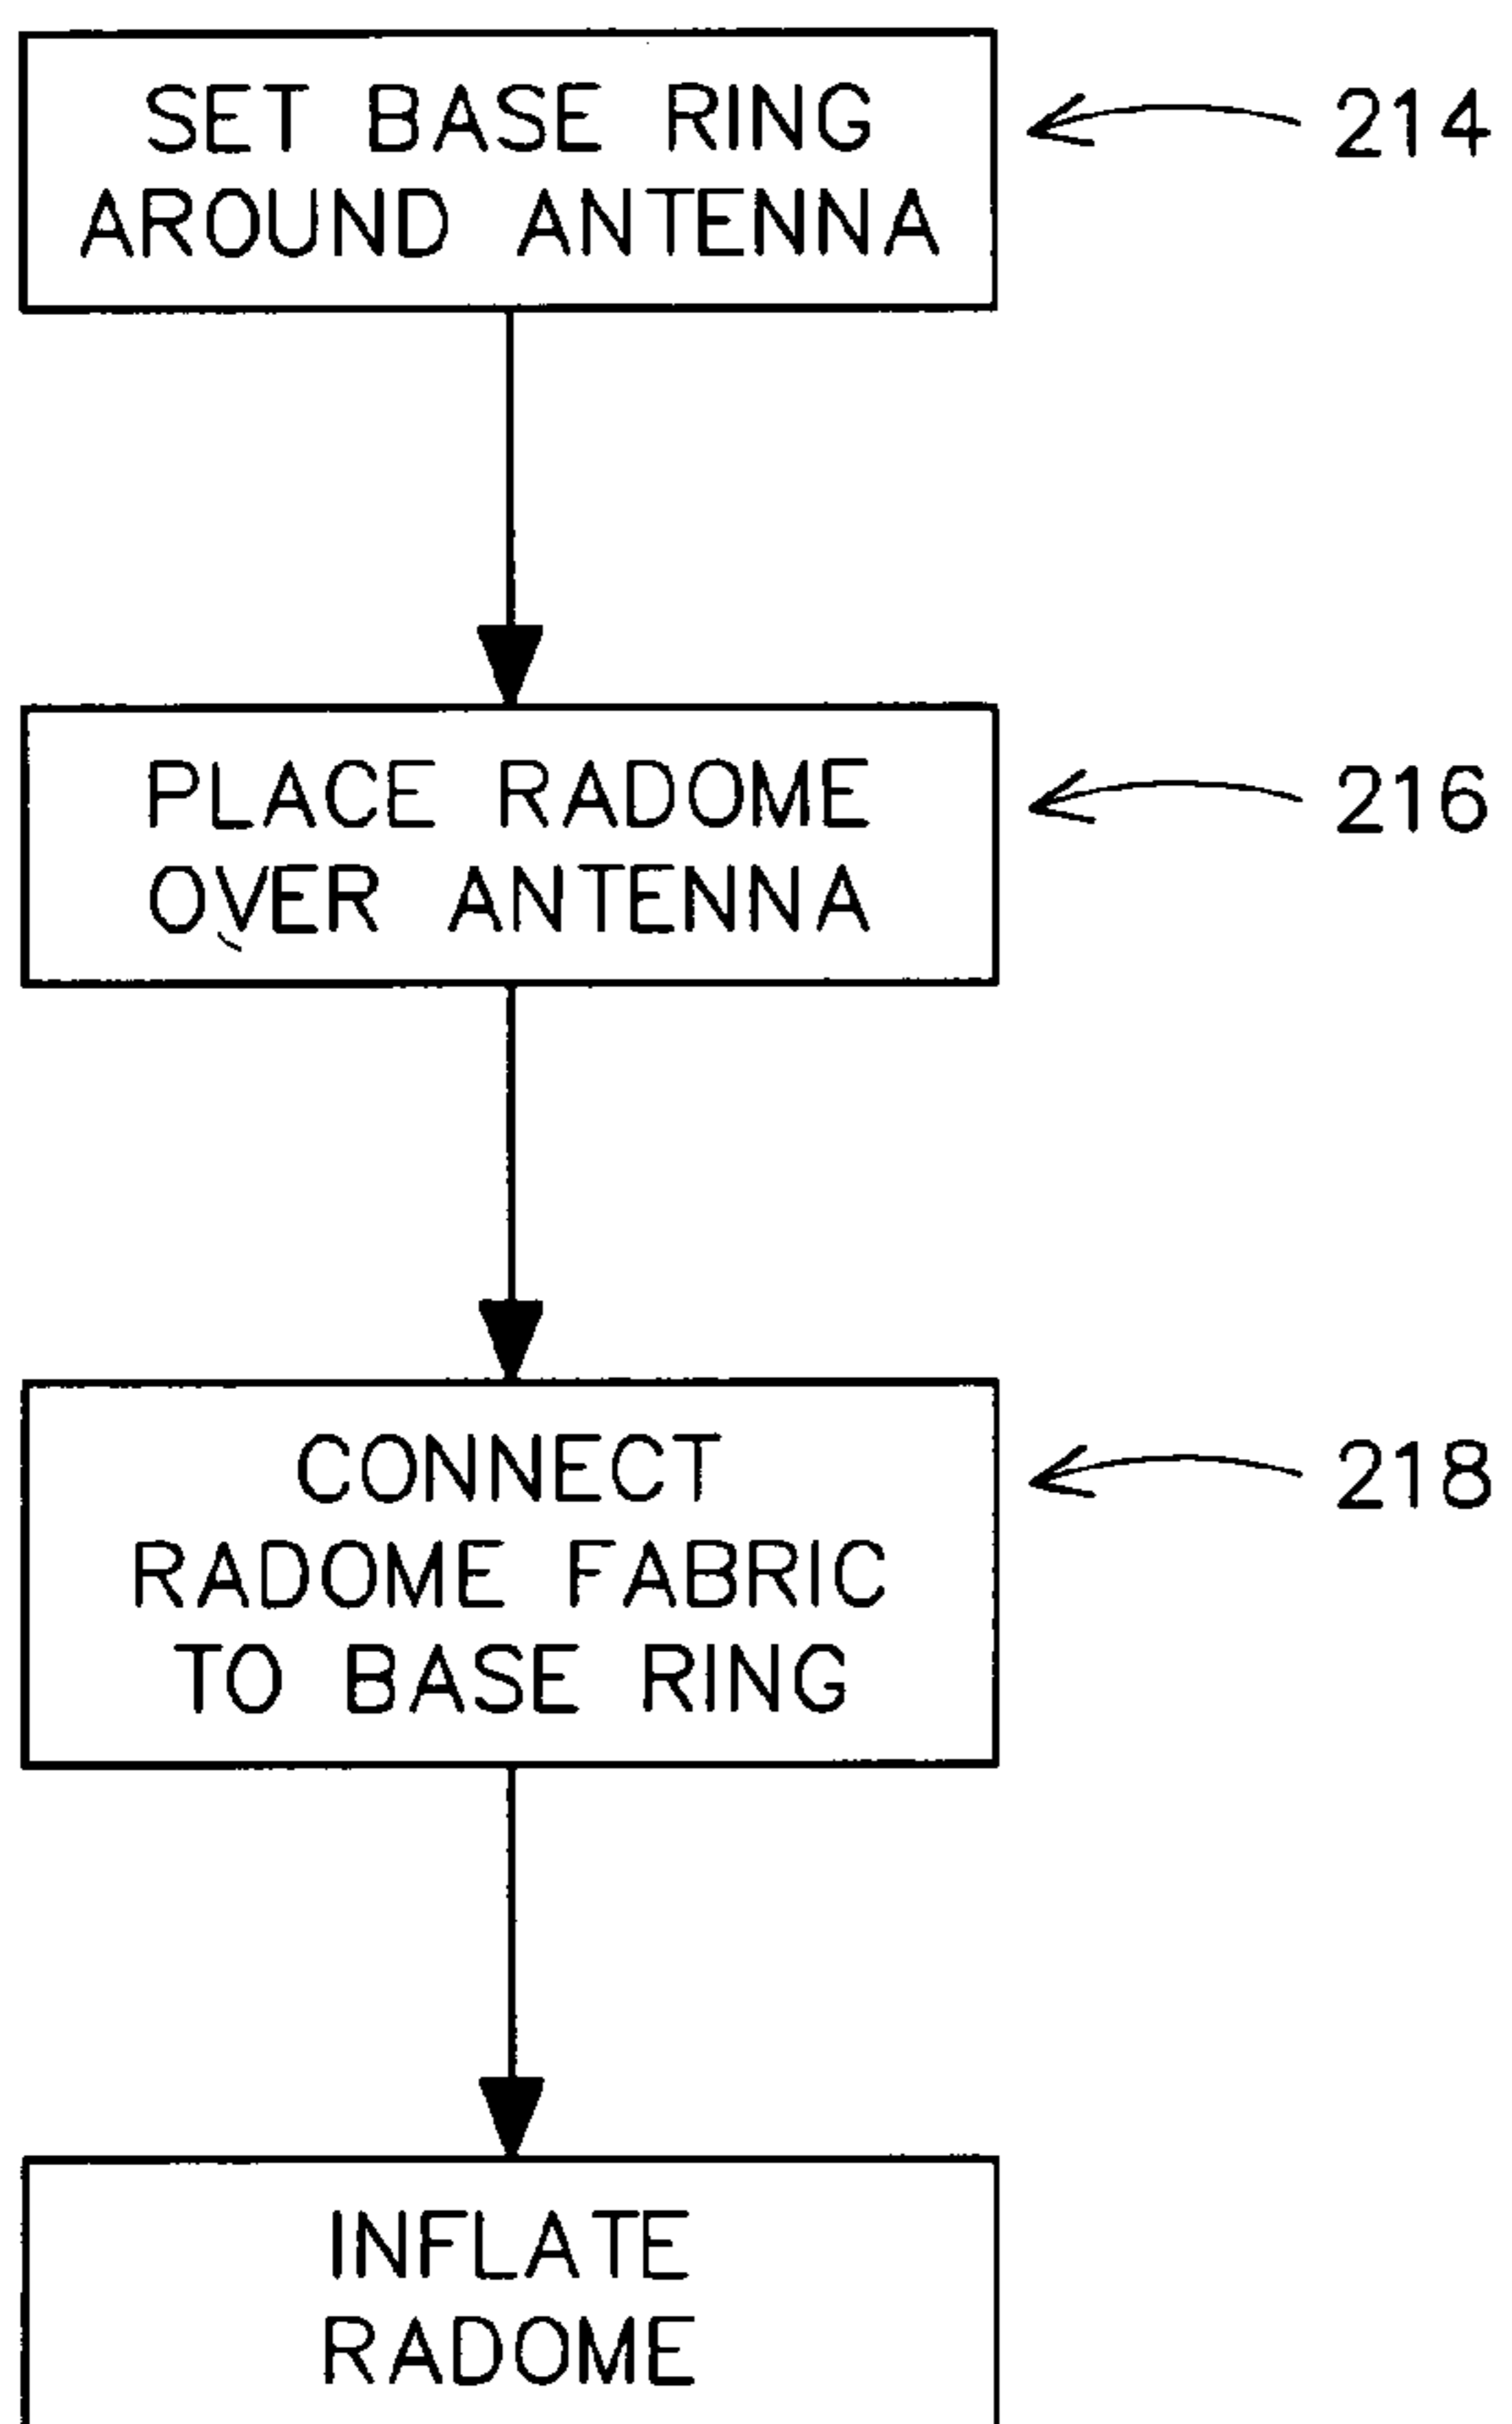 SET BASE RING
AROUND ANTENNA
214
PLACE RADOME
OVER ANTENNA
216
CONNECT
RADOME FABRIC
TO BASE RING
218
INFLATE
RADOME